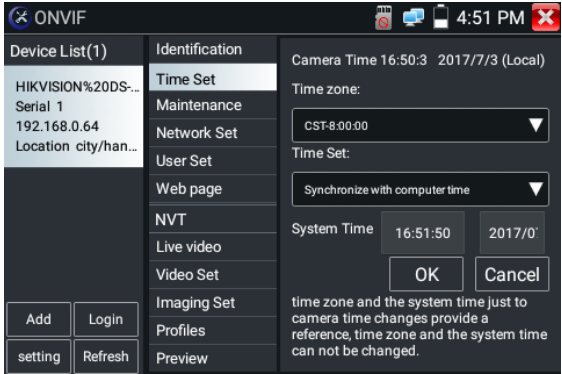 ONVIF
4:51 PM
Device List(1)
HIKVISION%20DS-...
Serial 1
192.168.0.64
Location city/han...
Add
Login
setting
Refresh
Identification
Time Set
Maintenance
Network Set
User Set
Web page
NVT
Live video
Video Set
Imaging Set
Profiles
Preview
Camera Time 16:50:3 2017/7/3 (Local)
Time zone:
CST-8:00:00
Time Set:
Synchronize with computer time
System Time
16:51:50
2017/0
OK
Cancel
time zone and the system time just to
camera time changes provide a
reference, time zone and the system time
can not be changed.